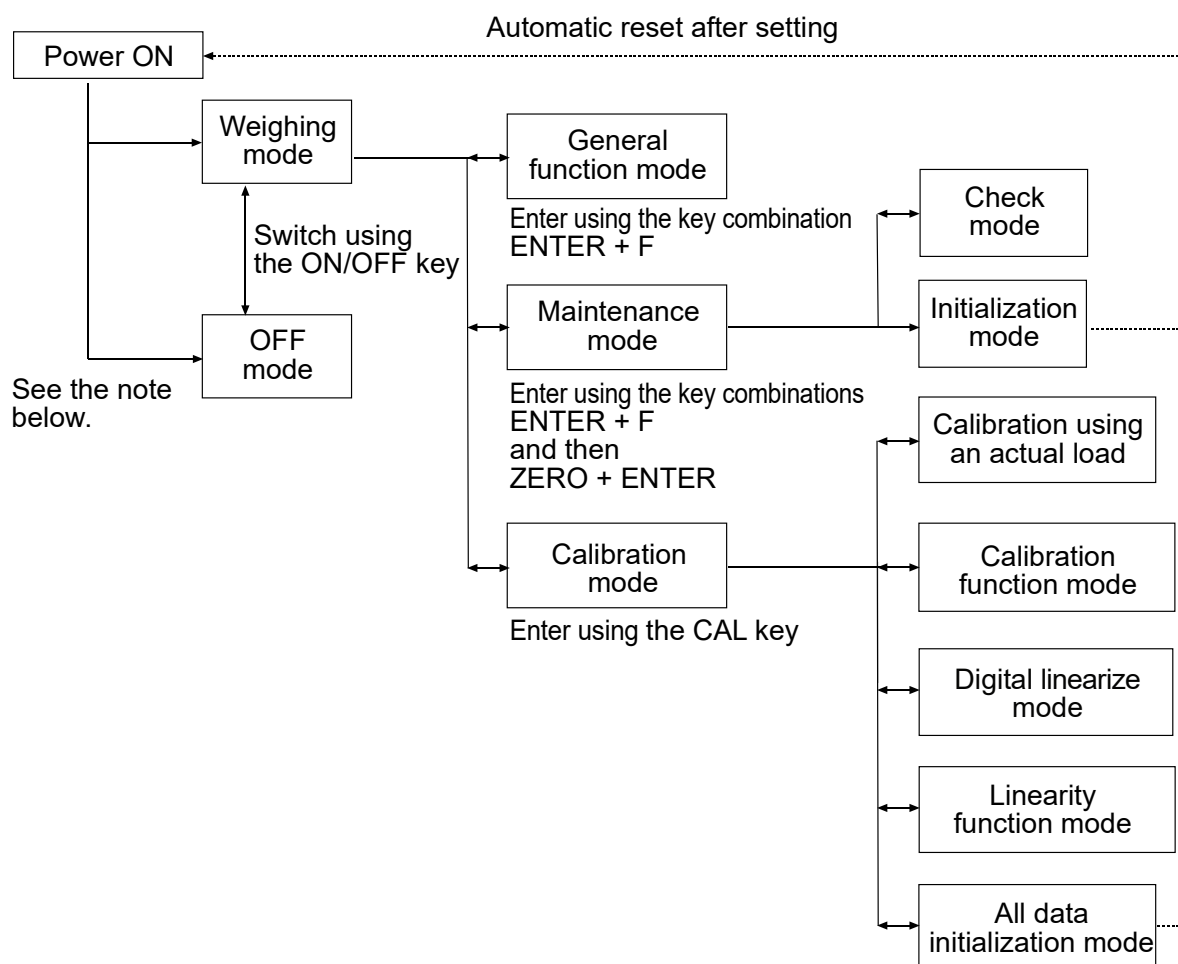 Automatic reset after setting
Power ON
Weighing
mode
General
function mode
Check
mode
Enter using the key combination
ENTER + F
Switch using
the ON/OFF key
Maintenance
mode
Initialization
mode
OFF
mode
See the note
below.
Enter using the key combinations
ENTER + F
and then
ZERO + ENTER
Calibration using
an actual load
Calibration
mode
Calibration
function mode
Enter using the CAL key
Digital linearize
mode
Linearity
function mode
All data
initialization mode